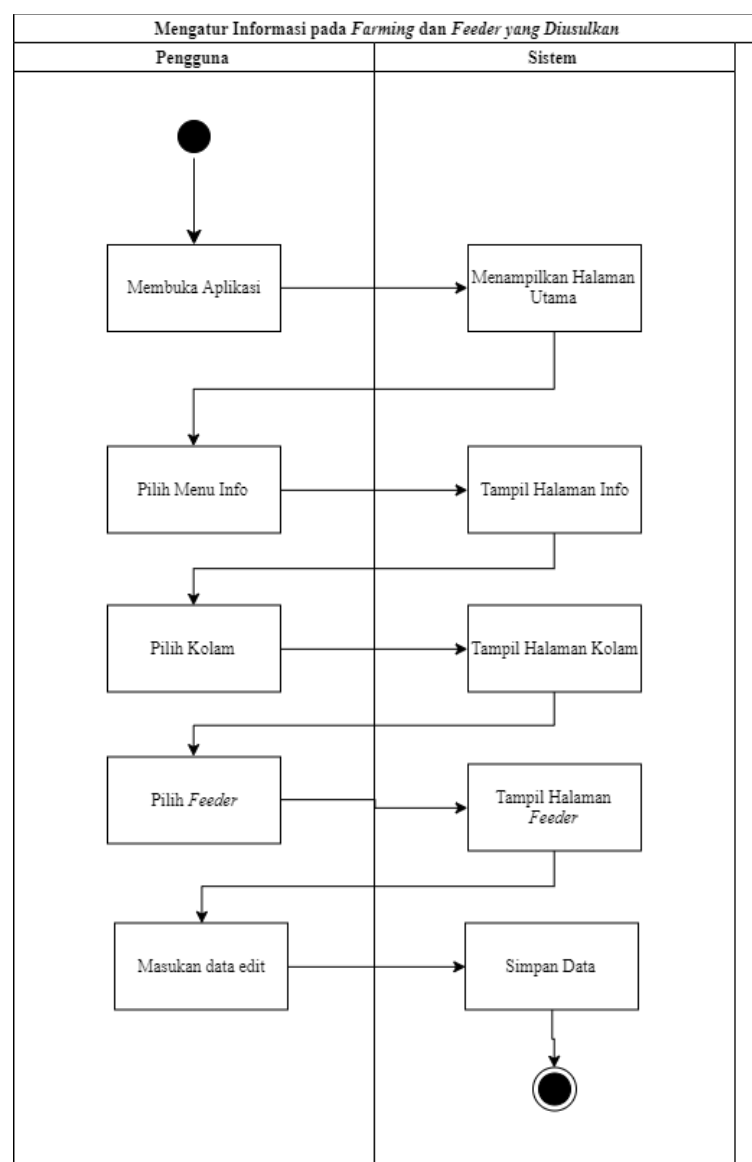 Mengatur Informasi pada Farming dan Feeder yang Diusulkan
Pengguna
Sistem
Membuka Aplikasi
Menampilkan Halaman
Utama
Pilih Menu Info
Tampil Halaman Info
Pilih Kolam
Tampil Halaman Kolam
Pilih Feeder
Tampil Halaman
Feeder
Masukan data edit
Simpan Data